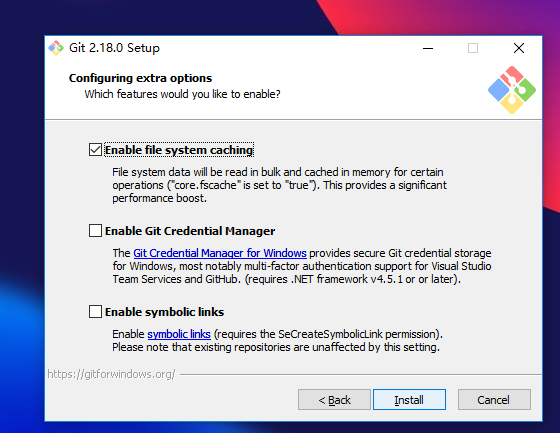 Git 2.18.0 Setup
Configuring extra options
Which features would you like to enable?
Enable file system caching
File system data will be read in bulk and cached in memory for certain
operations ("core.fscache" is set to "true"). This provides a significant
performance boost.
Enable Git Credential Manager
The Git Credential Manager for Windows provides secure Git credential storage
for Windows, most notably multi-factor authentication support for Visual Studio
Team Services and GitHub. (requires .NET framework v4.5.1 or or later).
Enable symbolic links
Enable symbolic links (requires the SeCreateSymbolicLink permission).
Please note that existing repositories are unaffected by this setting.
https://gitforwindows.org/
< Back
Install
Cancel